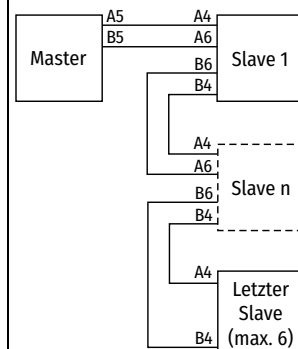 A5 A4
B5 A6
Master
B6
Slave 1
B4
A4
A6
B6
Slave n
B4
A4
Letzter
Slave
B4 (max. 6)